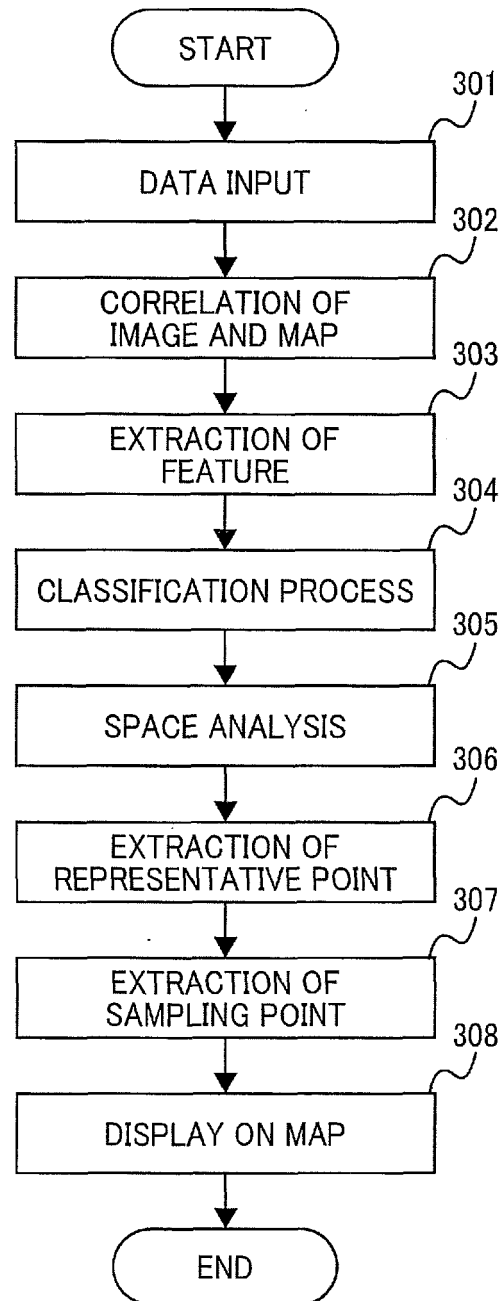 START
301
DATA INPUT
302
CORRELATION OF
IMAGE AND MAP
303
EXTRACTION OF
FEATURE
304
CLASSIFICATION PROCESS
305
SPACE ANALYSIS
306
EXTRACTION OF
REPRESENTATIVE POINT
307
EXTRACTION OF
SAMPLING POINT
308
DISPLAY ON MAP
END